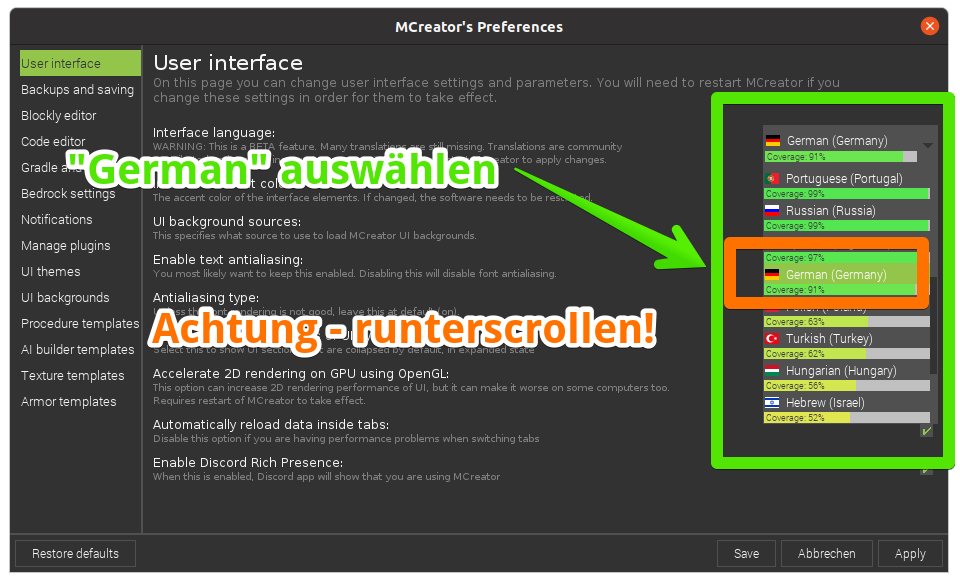 MCreator's Preferences
User interface
Backups and saving
Blockly editor
Code editor
Gradle and
Bedrock settings
Notifications
Manage plugins
UI themes
UI backgrounds
Procedure templates
AI builder templates
Texture templates
Armor templates
User interface
On this page you can change user interface settings and parameters. You will need to restart MCreator if you
change these settings in order for them to take effect.
Interface language:
WARNING: This is a BETA feature. Many translations are still missing. Translations are community
to apply changes.
"German" auswählen
The accent color of the interface elements. If changed, the software needs to be
UI background sources:
This specifies what source to use to load MCreator UI backgrounds.
Enable text antialiasing:
You most likely want to keep this enabled. Disabling this will disable font antialiasing.
Antialiasing type:
font rendering is not good, leave this at default (on).
Achtung - runterscrollen!
Select this to show UI sections that are collapsed by default, in expanded state
Accelerate 2D rendering on GPU using OpenGL:
This option can increase 2D rendering performance of UI, but it can make it worse on some computers too.
Requires restart of MCreator to take effect.
Automatically reload data inside tabs:
Disable this option if you are having performance problems when switching tabs
Enable Discord Rich Presence:
When this is enabled, Discord app will show that you are using MCreator
German (Germany)
Coverage: 91%
Portuguese (Portugal)
Coverage: 99%
Russian (Russia)
Coverage: 99%
Coverage: 97%
German (Germany)
Coverage: 91%
Polish (Poland)
Coverage: 63%
Turkish (Turkey)
Coverage: 62%
Hungarian (Hungary)
Coverage: 56%
Hebrew (Israel)
Coverage: 52%
Restore defaults
Save
Abbrechen
Apply